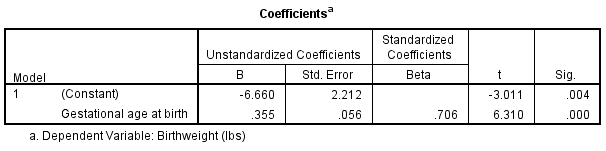 Coefficientsa
Model Unstandardized Coefficients Standardized Coefficients t Sig.
B Std. Error Beta
1 (Constant) -6.660 2.212 -3.011 .004
Gestational age at birth .355 .056 .706 6.310 .000
a. Dependent Variable: Birthweight (lbs)